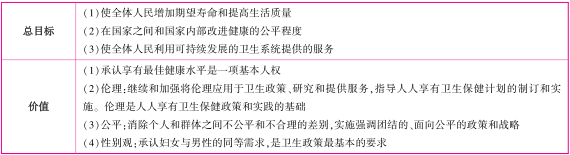 总目标
(1)使全体人民增加期望寿命和提高生活质量
(2)在国家之间和国家内部改进健康的公平程度
(3)使全体人民利用可持续发展的卫生系统提供的服务
价值
(1)承认享有最佳健康水平是一项基本人权
(2)伦理:继续和加强将伦理应用于卫生政策、研究和提供服务,指导人人享有卫生保健计划的制订和实
施。伦理是人人享有卫生保健政策和实践的基础
(3)公平:消除个人和群体之间不公平和不合理的差别,实施强调团结的、面向公平的政策和战略
(4)性别观:承认妇女与男性的同等需求,是卫生政策最基本的要求